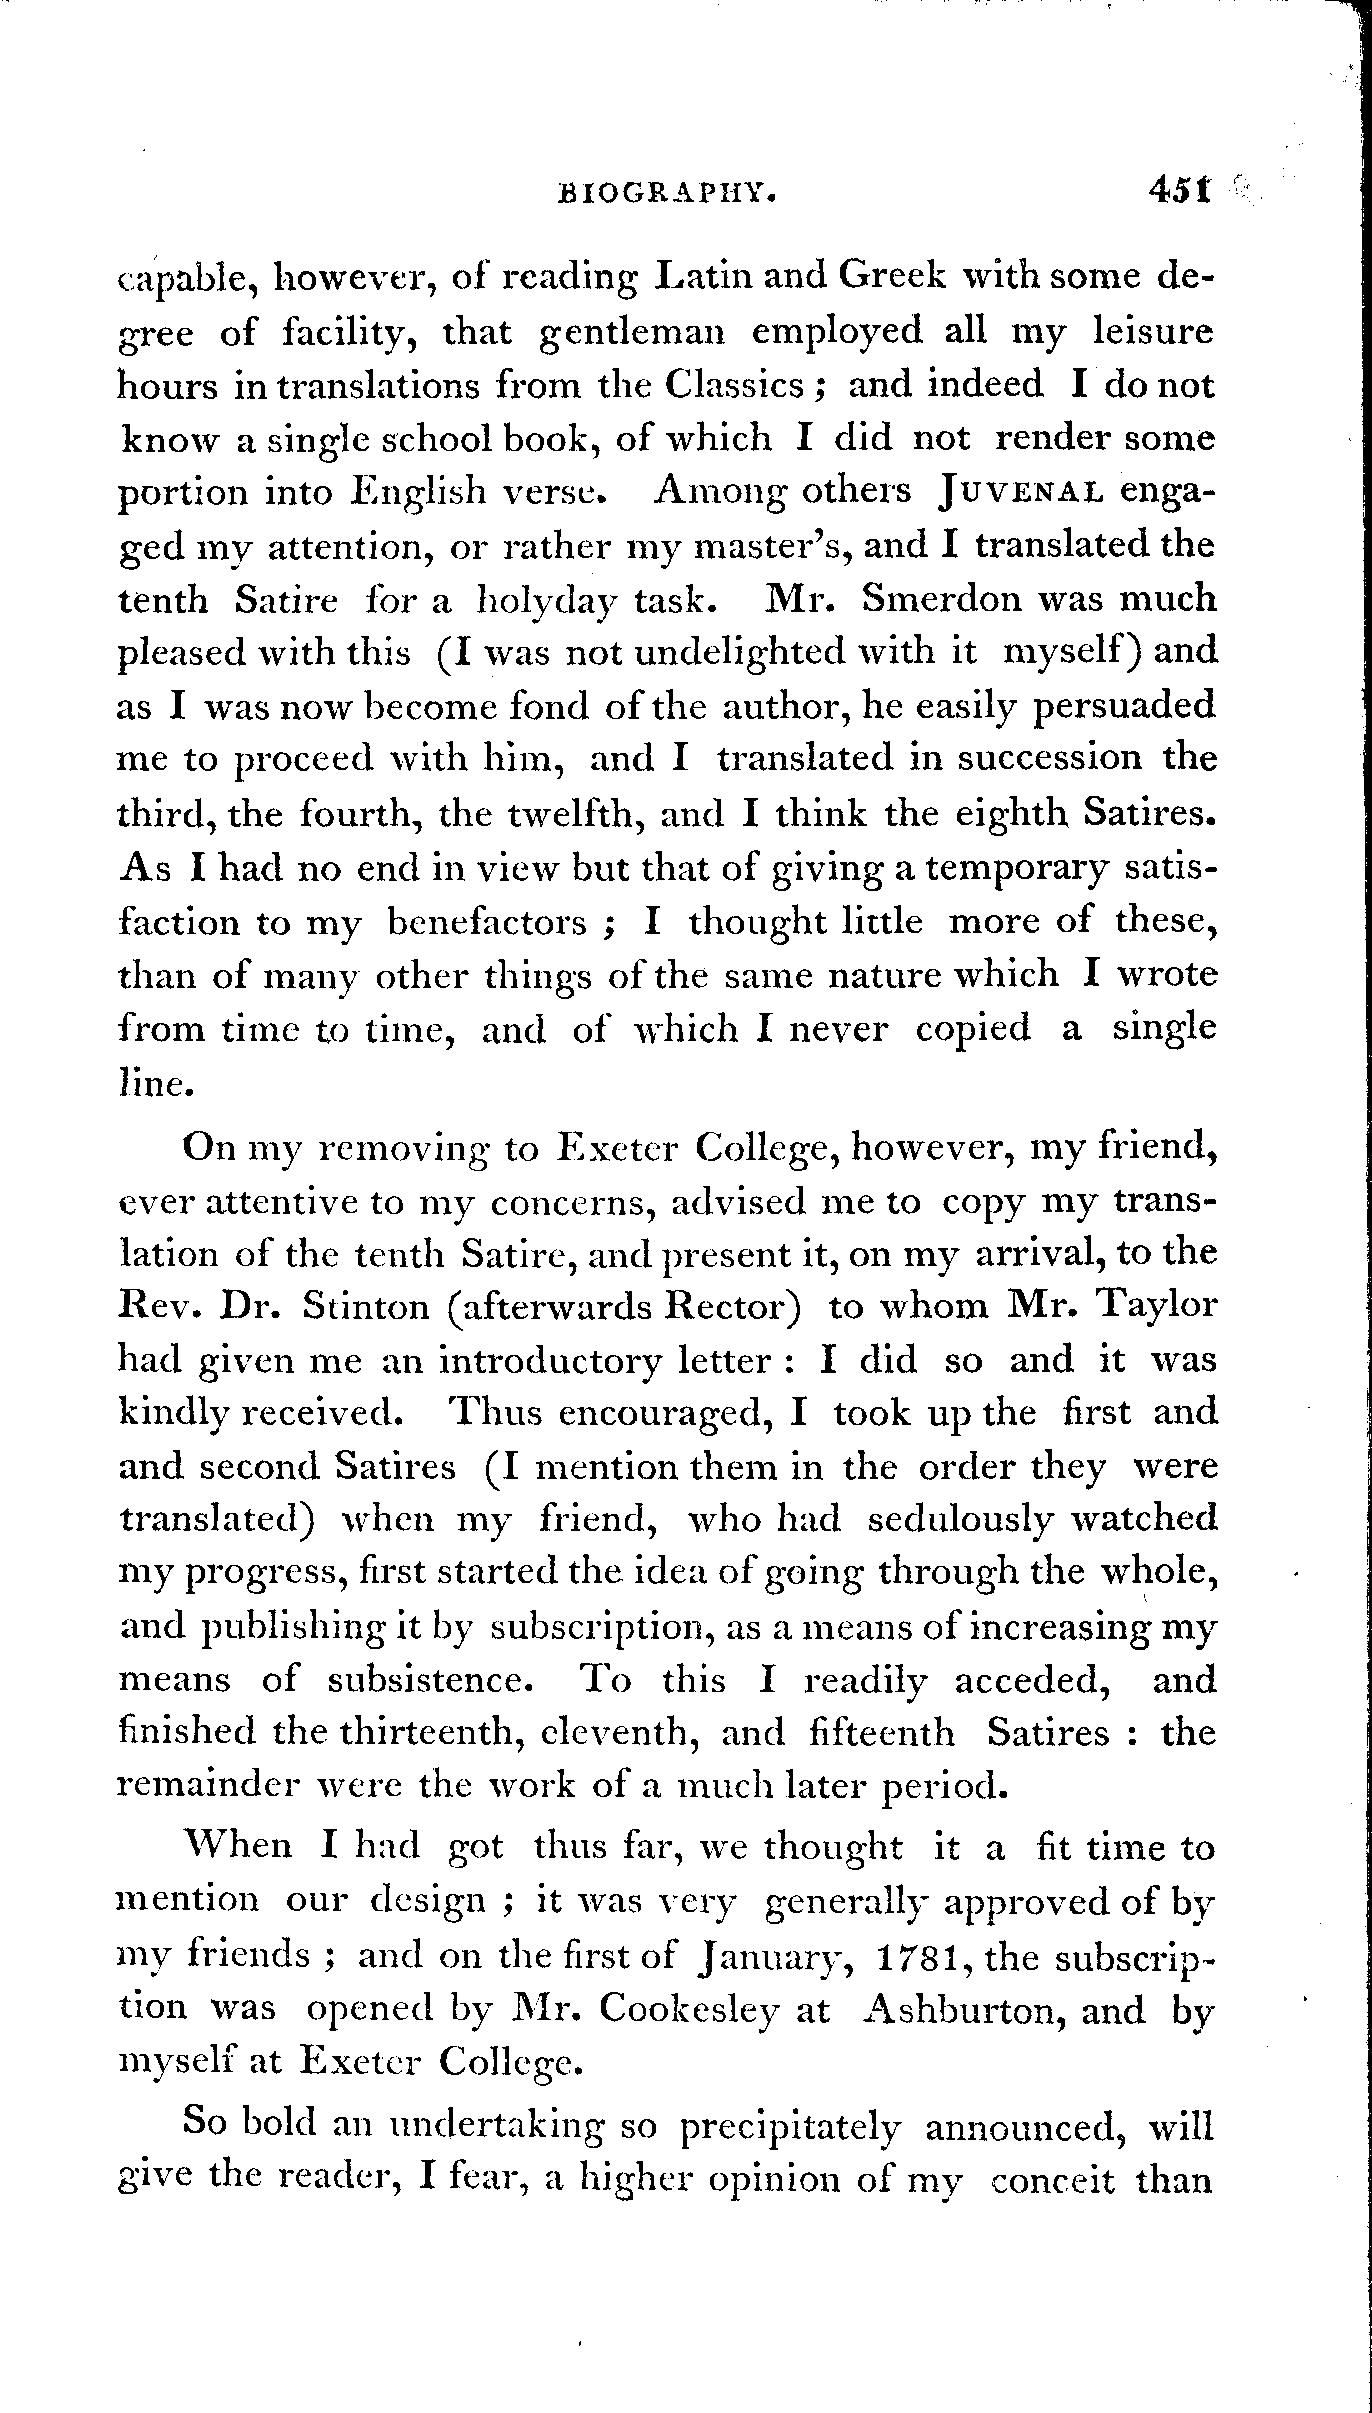 BIOGRAPHY. 451
capable, however, of reading Latin and Greek with some de-
gree of facility, that gentleman employed all my leisure
hours in translations from the Classics ; and indeed I do not
know a single school book, of which I did not render some
portion into English verse. Among others JUVENAL enga-
ged my attention, or rather my master's, and I translated the
tenth Satire for a holyday task. Mr. Smerdon was much
pleased with this (I was not undelighted with it myself) and
as I was now become fond of the author, he easily persuaded
me to proceed with him, and I translated in succession the
third, the fourth, the twelfth, and I think the eighth Satires.
As I had no end in view but that of giving a temporary satis-
faction to my benefactors ; I thought little more of these,
than of many other things of the same nature which I wrote
from time to time, and of which I never copied a single
line.
On my removing to Exeter College, however, my friend,
ever attentive to my concerns, advised me to copy my trans-
lation of the tenth Satire, and present it, on my arrival, to the
Rev. Dr. Stinton (afterwards Rector) to whom Mr. Taylor
had given me an introductory letter : I did so and it was
kindly received. Thus encouraged, I took up the first and
and second Satires (I mention them in the order they were
translated) when my friend, who had sedulously watched
my progress, first started the idea of going through the whole,
and publishing it by subscription, as a means of increasing my
means of subsistence. To this I readily acceded, and
finished the thirteenth, eleventh, and fifteenth Satires : the
remainder were the work of a much later period.
When I had got thus far, we thought it a fit time to
mention our design ; it was very generally approved of by
my friends ; and on the first of January, 1781, the subscrip-
tion was opened by Mr. Cookesley at Ashburton, and by
myself at Exeter College.
So bold an undertaking so precipitately announced, will
give the reader, I fear, a higher opinion of my conceit than